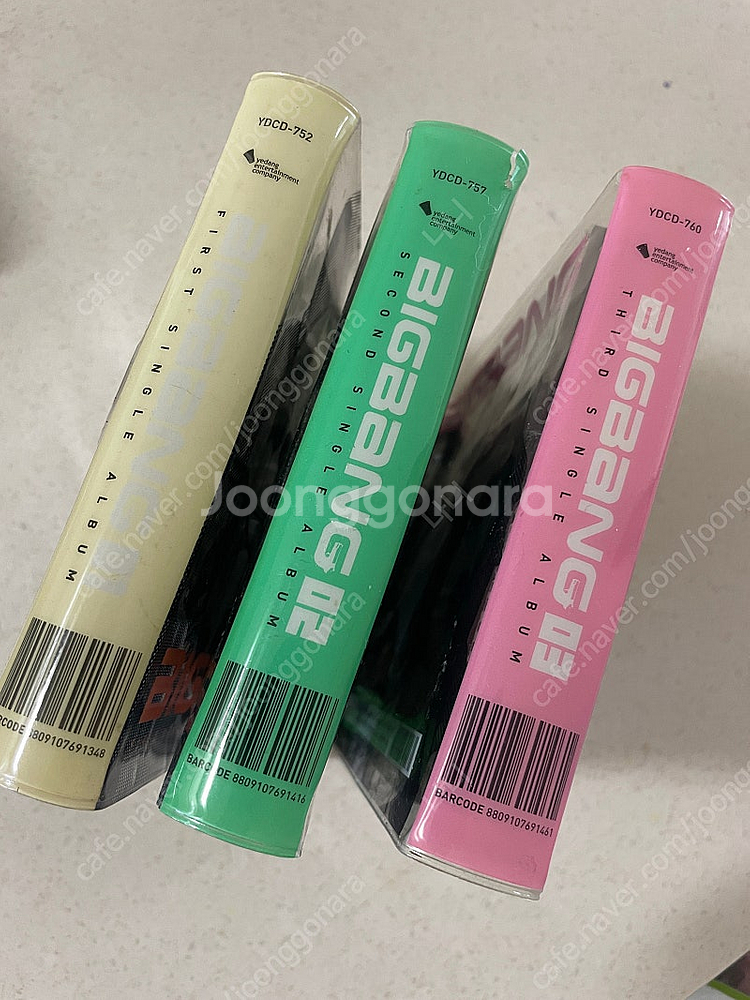 YDCD-752
yedang
entertainment
company
FIRST SINGLE ALBUM
BIGBANG 01
BARCODE 8809107691348
YDCD-757
yedang
entertainment
company
SECOND SINGLE ALBUM
BIGBANG 02
BARCODE 8809107691416
YDCD-760
yedang
entertainment
company
THIRD SINGLE ALBUM
BIGBANG 03
BARCODE 8809107691461
Joonggonara
cafe.naver.com/joonggonara